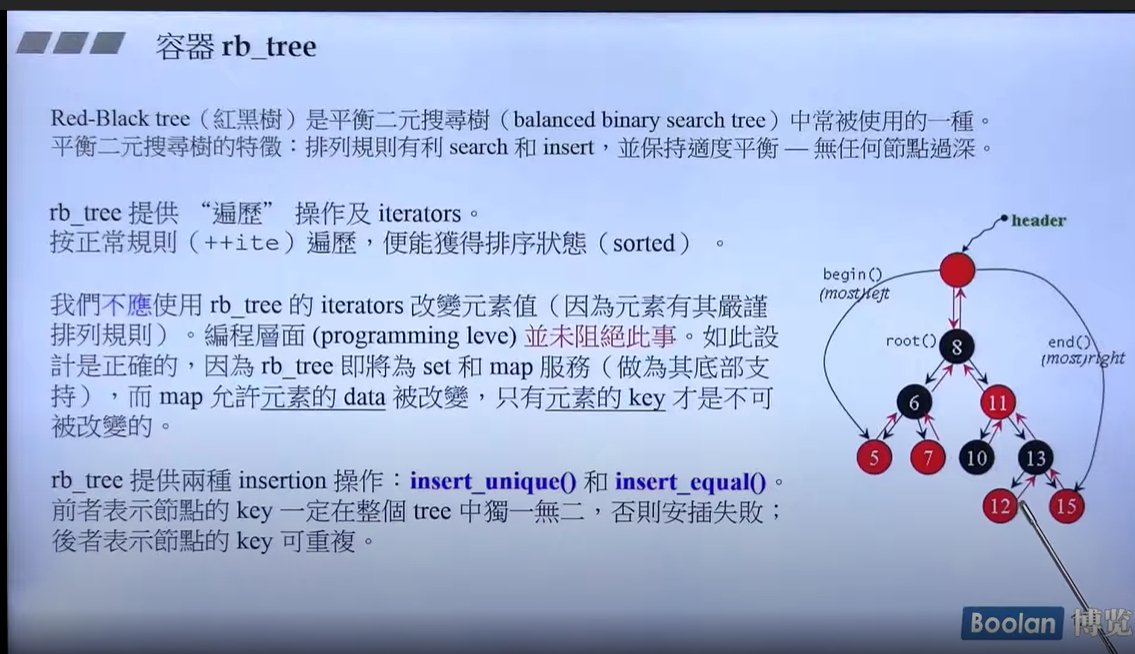 容器 rb_tree
Red-Black tree（紅黑樹）是平衡二元搜尋樹（balanced binary search tree）中常被使用的一種。
平衡二元搜尋樹的特徵：排列規則有利 search 和 insert，並保持適度平衡 — 無任何節點過深。
rb_tree 提供 “遍歷” 操作及 iterators。
按正常規則（++ite）遍歷，便能獲得排序狀態（sorted）。
我們不應使用 rb_tree 的 iterators 改變元素值（因為元素有其嚴謹
排列規則）。編程層面 (programming leve) 並未阻絕此事。如此設
計是正確的，因為 rb_tree 即將為 set 和 map 服務（做為其底部支
持），而 map 允許元素的 data 被改變，只有元素的 key 才是不可
被改變的。
rb_tree 提供兩種 insertion 操作：insert_unique() 和 insert_equal()。
前者表示節點的 key 一定在整個 tree 中獨一無二，否則安插失敗；
後者表示節點的 key 可重複。
header
begin()
(most)left
root()
end()
(most)right
8
6
11
5
7
10
13
12
15
Boolan 博览